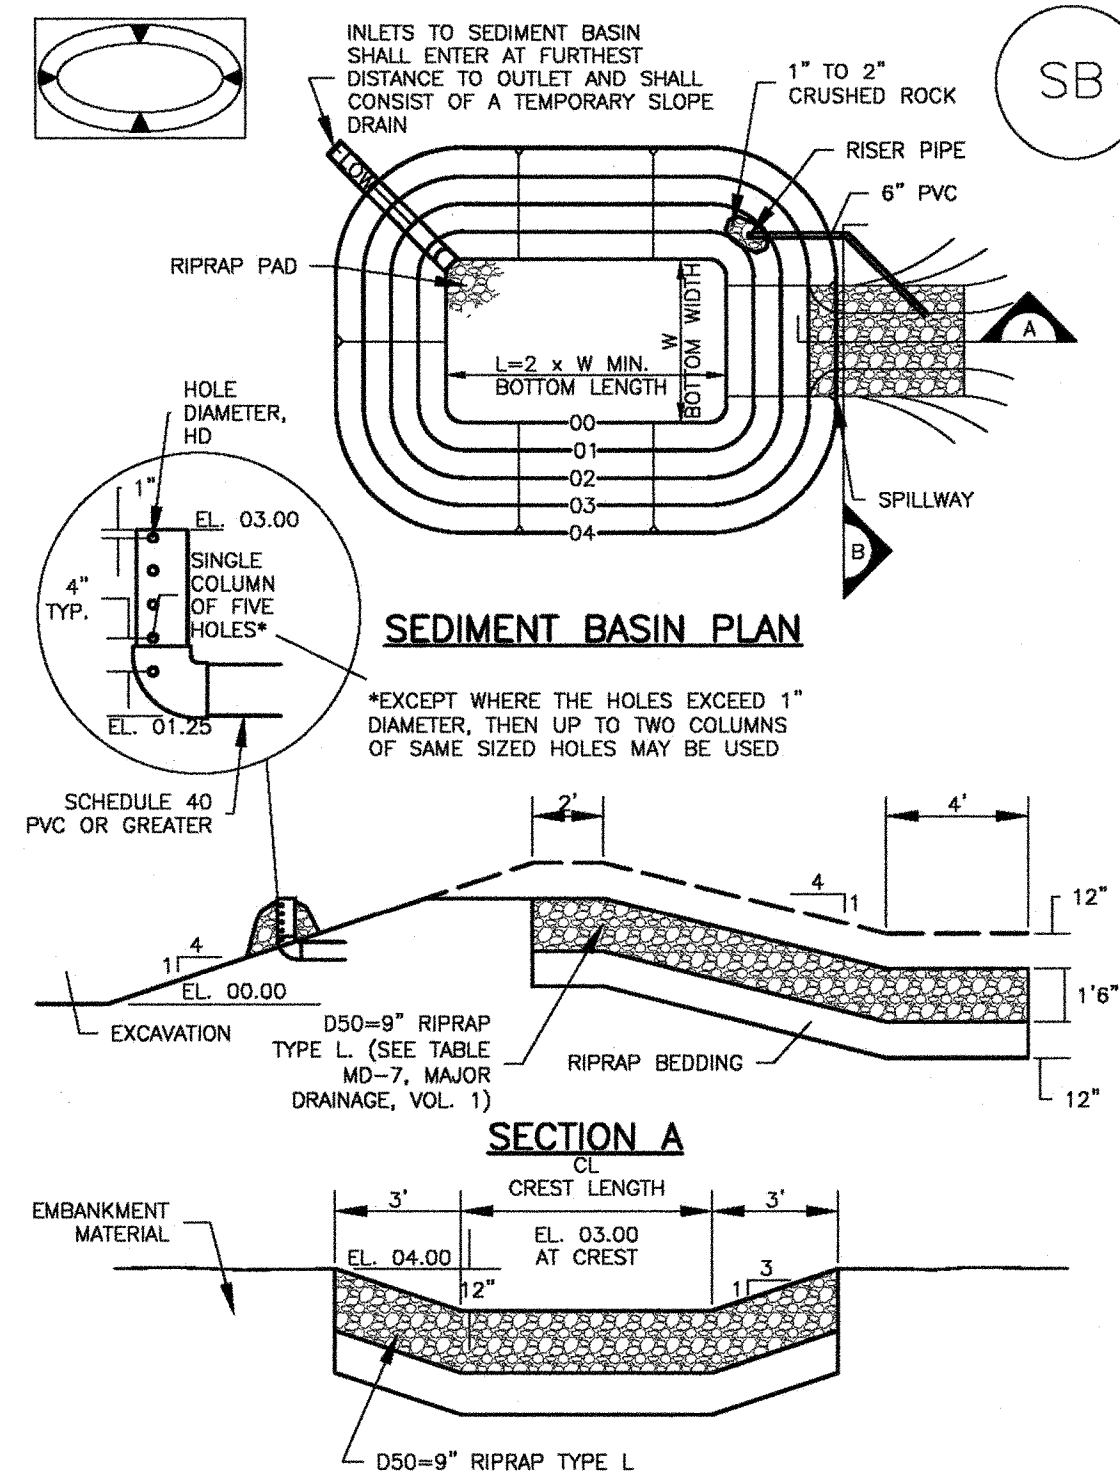 INLETS TO SEDIMENT BASIN
SHALL ENTER AT FURTHEST
DISTANCE TO OUTLET AND SHALL
CONSIST OF A TEMPORARY SLOPE
DRAIN
1" TO 2"
CRUSHED ROCK
SB
RISER PIPE
6" PVC
FLOW
RIPRAP PAD
A
W
BOTTOM WIDTH
L=2 x W MIN.
BOTTOM LENGTH
00
01
02
03
04
SPILLWAY
B
HOLE
DIAMETER,
HD
1"
EL. 03.00
SINGLE
COLUMN
OF FIVE
HOLES*
4"
TYP.
EL. 01.25
SEDIMENT BASIN PLAN
*EXCEPT WHERE THE HOLES EXCEED 1"
DIAMETER, THEN UP TO TWO COLUMNS
OF SAME SIZED HOLES MAY BE USED
SCHEDULE 40
PVC OR GREATER
2'
4'
4
1
12"
4
1
EL. 00.00
1'6"
EXCAVATION
D50=9" RIPRAP
TYPE L. (SEE TABLE
MD-7, MAJOR
DRAINAGE, VOL. 1)
RIPRAP BEDDING
12"
SECTION A
CL
CREST LENGTH
EMBANKMENT
MATERIAL
3'
3'
EL. 04.00
EL. 03.00
AT CREST
12"
3
1
D50=9" RIPRAP TYPE L